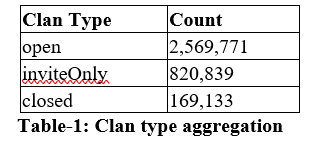 Clan Type Count
open 2,569,771
inviteOnly 820,839
closed 169,133
Table-1: Clan type aggregation